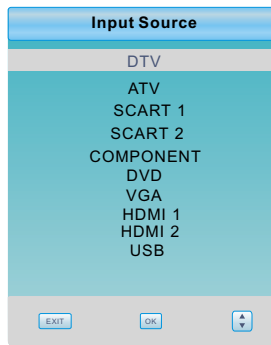 Input Source
DTV
ATV
SCART 1
SCART 2
COMPONENT
DVD
VGA
HDMI 1
HDMI 2
USB
EXIT OK